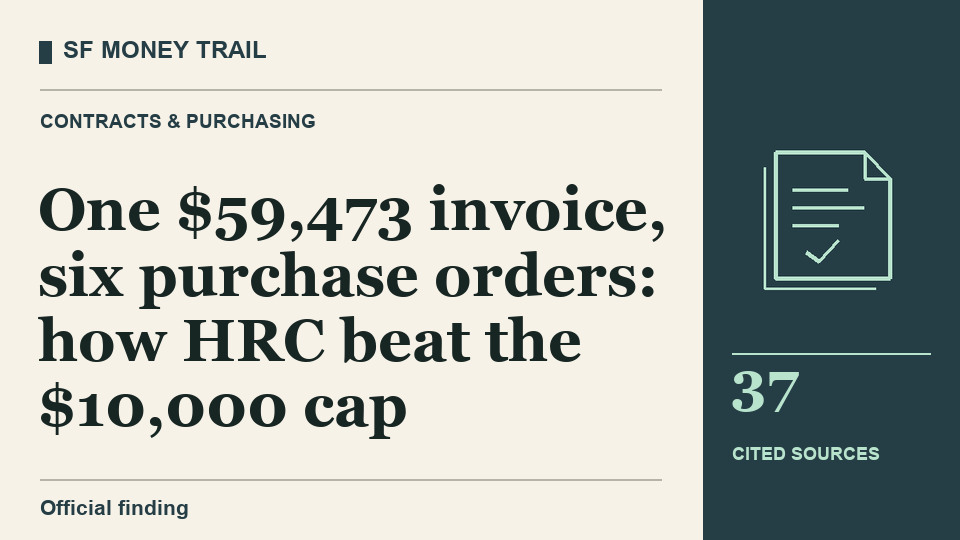 SF MONEY TRAIL
CONTRACTS & PURCHASING
One $59,473 invoice,
six purchase orders:
how HRC beat the
$10,000 cap
Official finding
37
CITED SOURCES